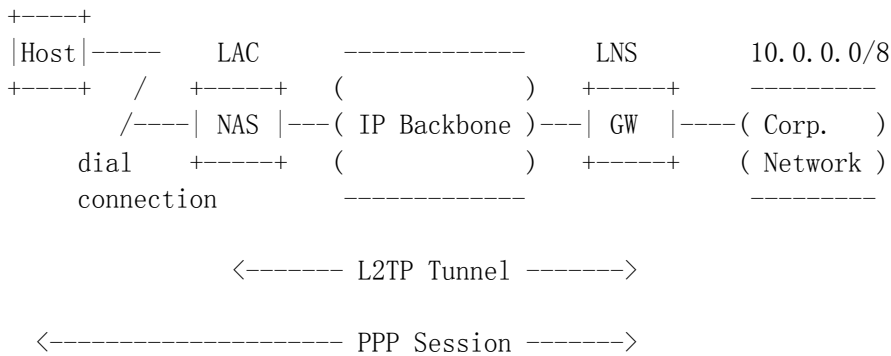 +----+
|Host|----- LAC ------------- LNS 10.0.0.0/8
+----+ / +-----+ ( ) +-----+ ---------
/----| NAS |---( IP Backbone )---| GW |----( Corp. )
dial +-----+ ( ) +-----+ ( Network )
connection ------------- ---------
<------- L2TP Tunnel ------->
<--------------------- PPP Session ------->